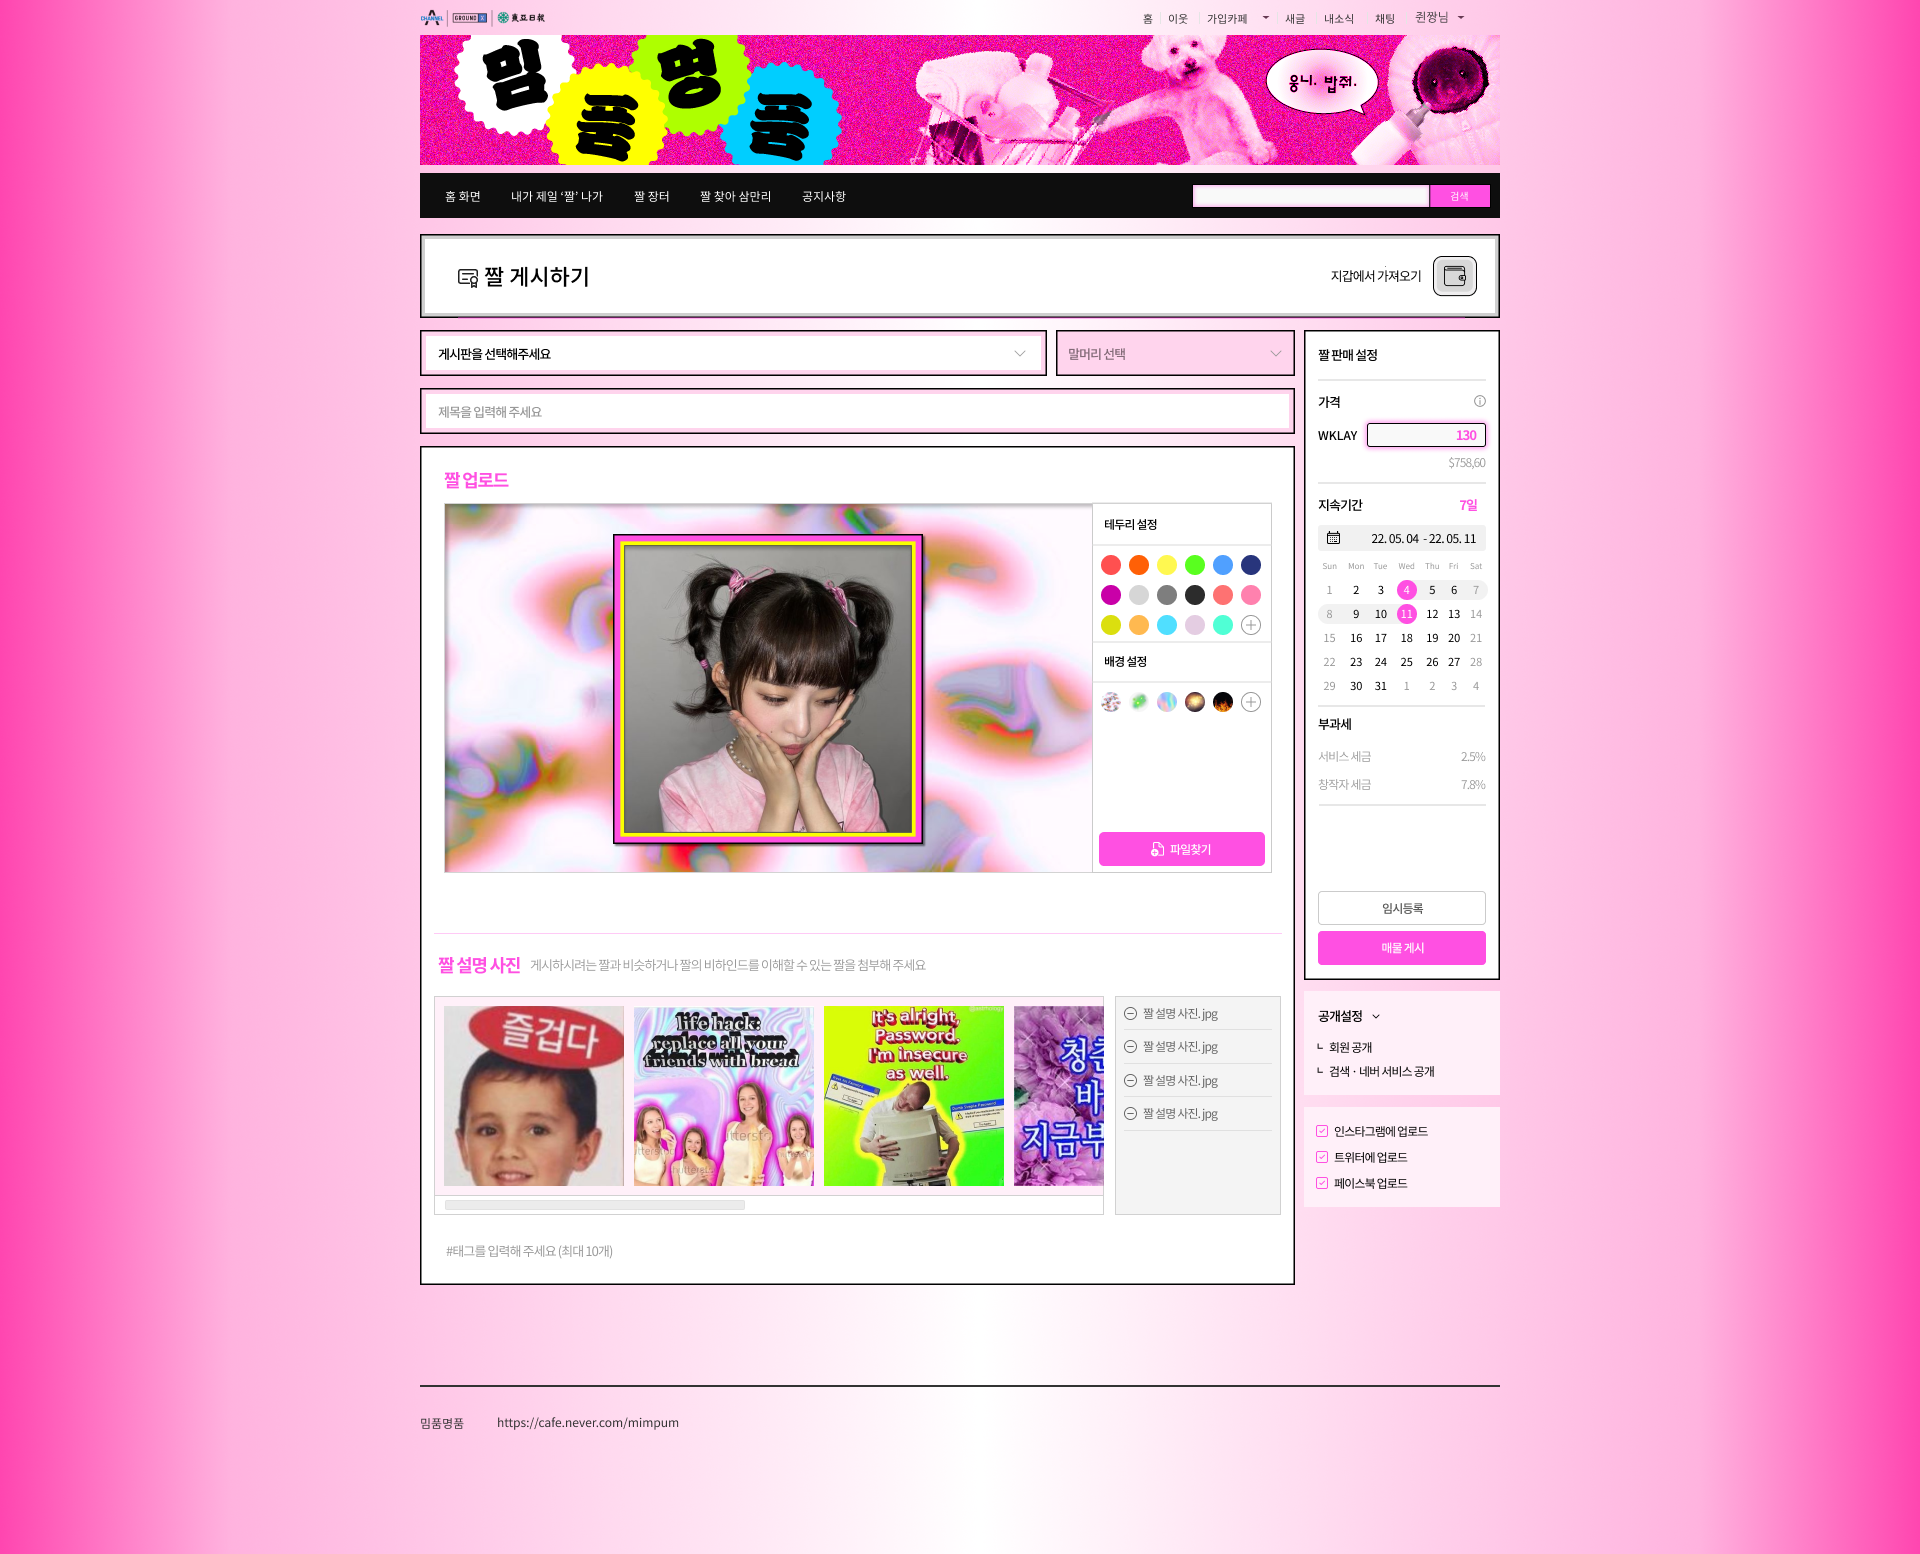 CHANNEL A
GROUND X
東亞日報
홈
이웃
가입카페
새글
내소식
채팅
쥔짱님
밈품명품
웅니. 밥줘.
홈 화면
내가 제일 ‘짤’ 나가
짤 장터
짤 찾아 삼만리
공지사항
검색
짤 게시하기
지갑에서 가져오기
게시판을 선택해주세요
말머리 선택
제목을 입력해 주세요
짤 업로드
테두리 설정
배경 설정
파일찾기
짤 설명 사진
게시하시려는 짤과 비슷하거나 짤의 비하인드를 이해할 수 있는 짤을 첨부해 주세요
즐겁다
life hack:
replace all your
friends with bread
It's alright,
Password.
I'm insecure
as well.
청춘
바
지금부
짤 설명 사진.jpg
짤 설명 사진.jpg
짤 설명 사진.jpg
짤 설명 사진.jpg
#태그를 입력해 주세요 (최대 10개)
짤 판매 설정
가격
WKLAY
130
$758,60
지속기간
7일
22. 05. 04 - 22. 05. 11
Sun Mon Tue Wed Thu Fri Sat
1 2 3 4 5 6 7
8 9 10 11 12 13 14
15 16 17 18 19 20 21
22 23 24 25 26 27 28
29 30 31 1 2 3 4
부과세
서비스 세금 2.5%
창작자 세금 7.8%
임시등록
매물 게시
공개설정
ㄴ 회원 공개
ㄴ 검색 · 네버 서비스 공개
인스타그램에 업로드
트위터에 업로드
페이스북 업로드
밈품명품
https://cafe.never.com/mimpum